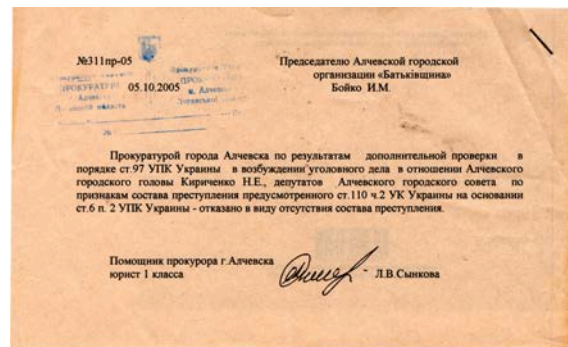 №311пр-05
Председателю Алчевской городской
организации «Батькiвщина»
Бойко И.М.
ПРОКУРАТУРА
05.10.2005
Прокуратурой города Алчевска по результатам дополнительной проверки в
порядке ст.97 УПК Украины в возбуждении уголовного дела в отношении Алчевского
городского головы Кириченко Н.Е., депутатов Алчевского городского совета по
признакам состава преступления предусмотренного ст.110 ч.2 УК Украины на основании
ст.6 п. 2 УПК Украины - отказано в виду отсутствия состава преступления.
Помощник прокурора г.Алчевска
юрист 1 класса
Л.В.Сынкова